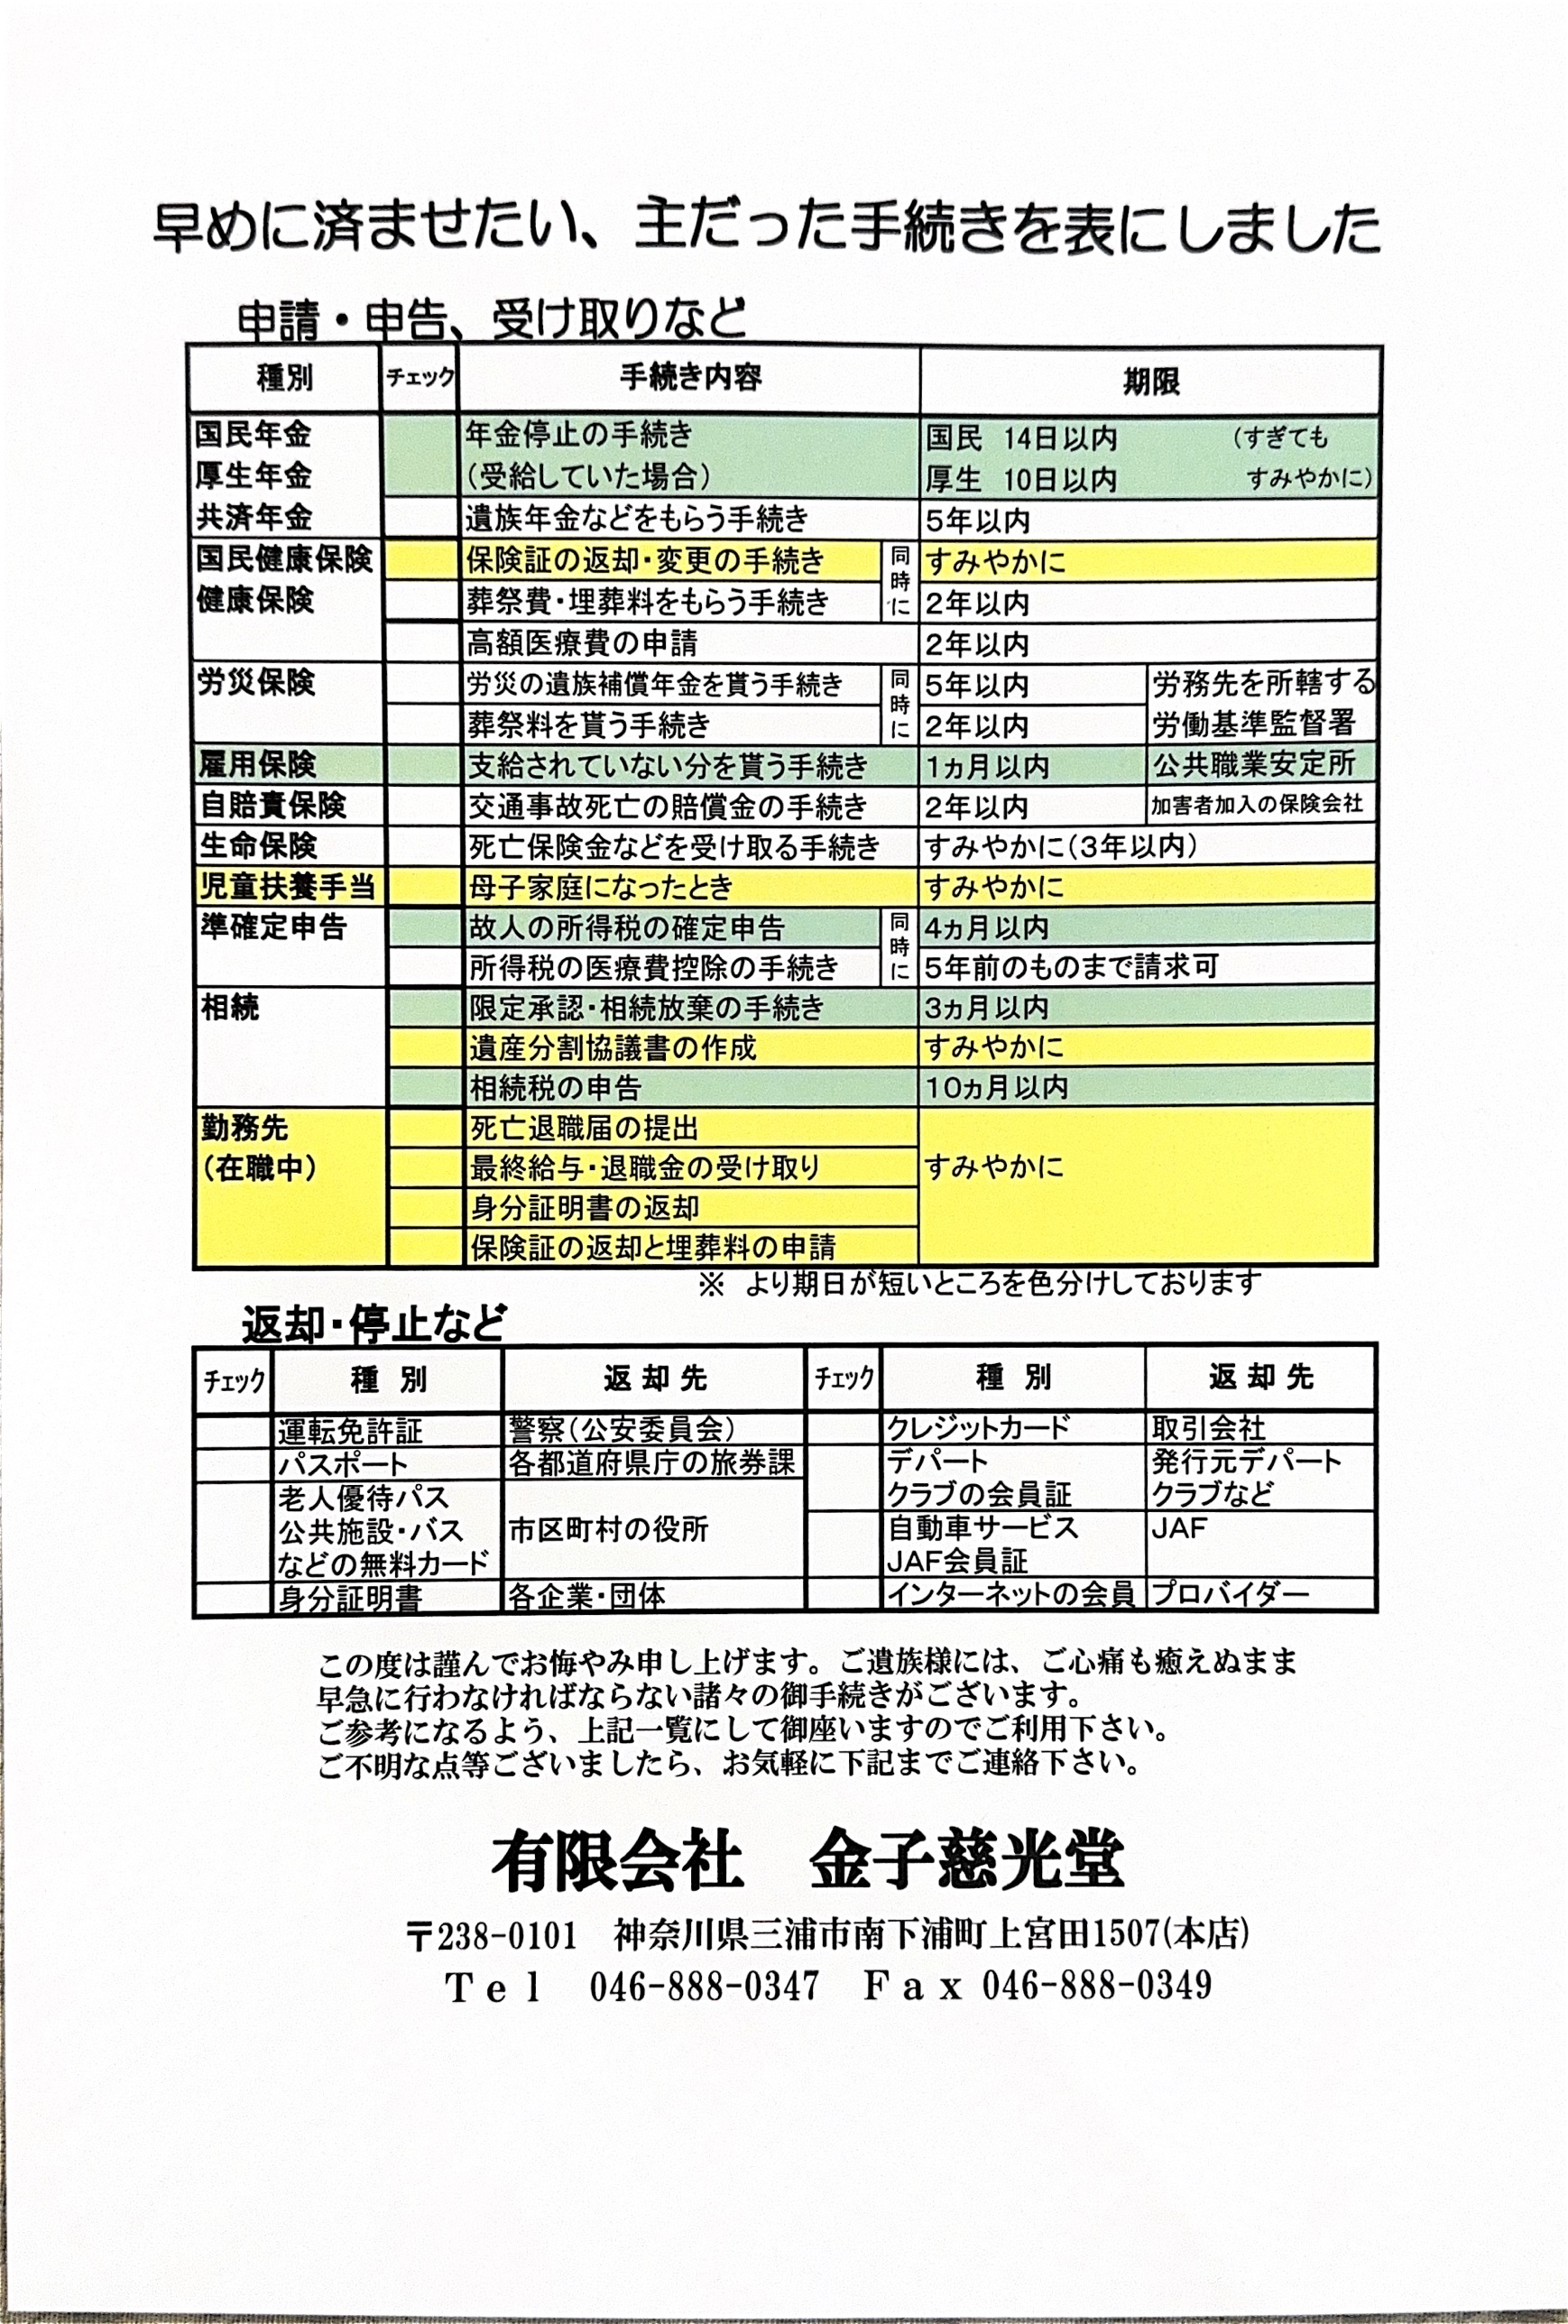 早めに済ませたい、主だった手続きを表にしました
申請・申告、受け取りなど
種別 チェック 手続き内容 期限
国民年金 年金停止の手続き 国民 14日以内 (すぎても
厚生年金 (受給していた場合) 厚生 10日以内 すみやかに)
共済年金 遺族年金などをもらう手続き 5年以内
国民健康保険 保険証の返却・変更の手続き 同時に すみやかに
健康保険 葬祭費・埋葬料をもらう手続き 2年以内
高額医療費の申請 2年以内
労災保険 労災の遺族補償年金を貰う手続き 同時に 5年以内 労務先を所轄する
葬祭料を貰う手続き 2年以内 労働基準監督署
雇用保険 支給されていない分を貰う手続き 1ヵ月以内 公共職業安定所
自賠責保険 交通事故死亡の賠償金の手続き 2年以内 加害者加入の保険会社
生命保険 死亡保険金などを受け取る手続き すみやかに(3年以内)
児童扶養手当 母子家庭になったとき すみやかに
準確定申告 故人の所得税の確定申告 同時に 4ヵ月以内
所得税の医療費控除の手続き 5年前のものまで請求可
相続 限定承認・相続放棄の手続き 3ヵ月以内
遺産分割協議書の作成 すみやかに
相続税の申告 10ヵ月以内
勤務先 死亡退職届の提出
(在職中) 最終給与・退職金の受け取り すみやかに
身分証明書の返却
保険証の返却と埋葬料の申請
※ より期日が短いところを色分けしております
返却・停止など
チェック 種別 返却先 チェック 種別 返却先
運転免許証 警察(公安委員会) クレジットカード 取引会社
パスポート 各都道府県庁の旅券課 デパート 発行元デパート
老人優待パス クラブの会員証 クラブなど
公共施設・バス 市区町村の役所 自動車サービス JAF
などの無料カード JAF会員証
身分証明書 各企業・団体 インターネットの会員 プロバイダー
この度は謹んでお悔やみ申し上げます。ご遺族様には、ご心痛も癒えぬまま
早急に行わなければならない諸々の御手続きがございます。
ご参考になるよう、上記一覧にして御座いますのでご利用下さい。
ご不明な点等ございましたら、お気軽に下記までご連絡下さい。
有限会社 金子慈光堂
〒238-0101 神奈川県三浦市南下浦町上宮田1507(本店)
Tel 046-888-0347 Fax 046-888-0349